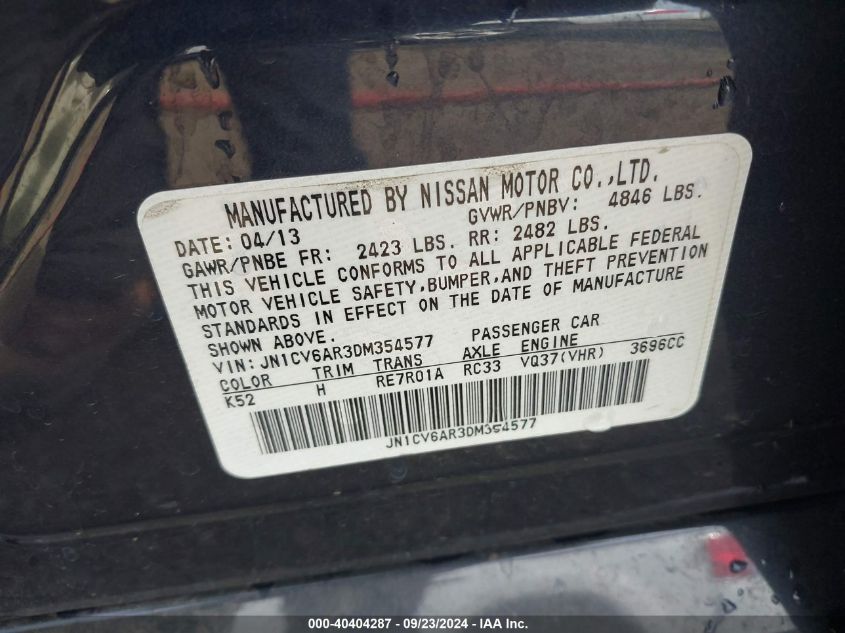 MANUFACTURED BY NISSAN MOTOR CO.,LTD.
DATE: 04/13 GVWR/PNBV: 4846 LBS.
GAWR/PNBE FR: 2423 LBS. RR: 2482 LBS.
THIS VEHICLE CONFORMS TO ALL APPLICABLE FEDERAL
MOTOR VEHICLE SAFETY,BUMPER,AND THEFT PREVENTION
STANDARDS IN EFFECT ON THE DATE OF MANUFACTURE
SHOWN ABOVE.
VIN: JN1CV6AR3DM354577 PASSENGER CAR
COLOR TRIM TRANS AXLE ENGINE
K52 H RE7R01A RC33 VQ37(VHR) 3696CC
JN1CV6AR3DM354577
000-40404287 - 09/23/2024 - IAA Inc.